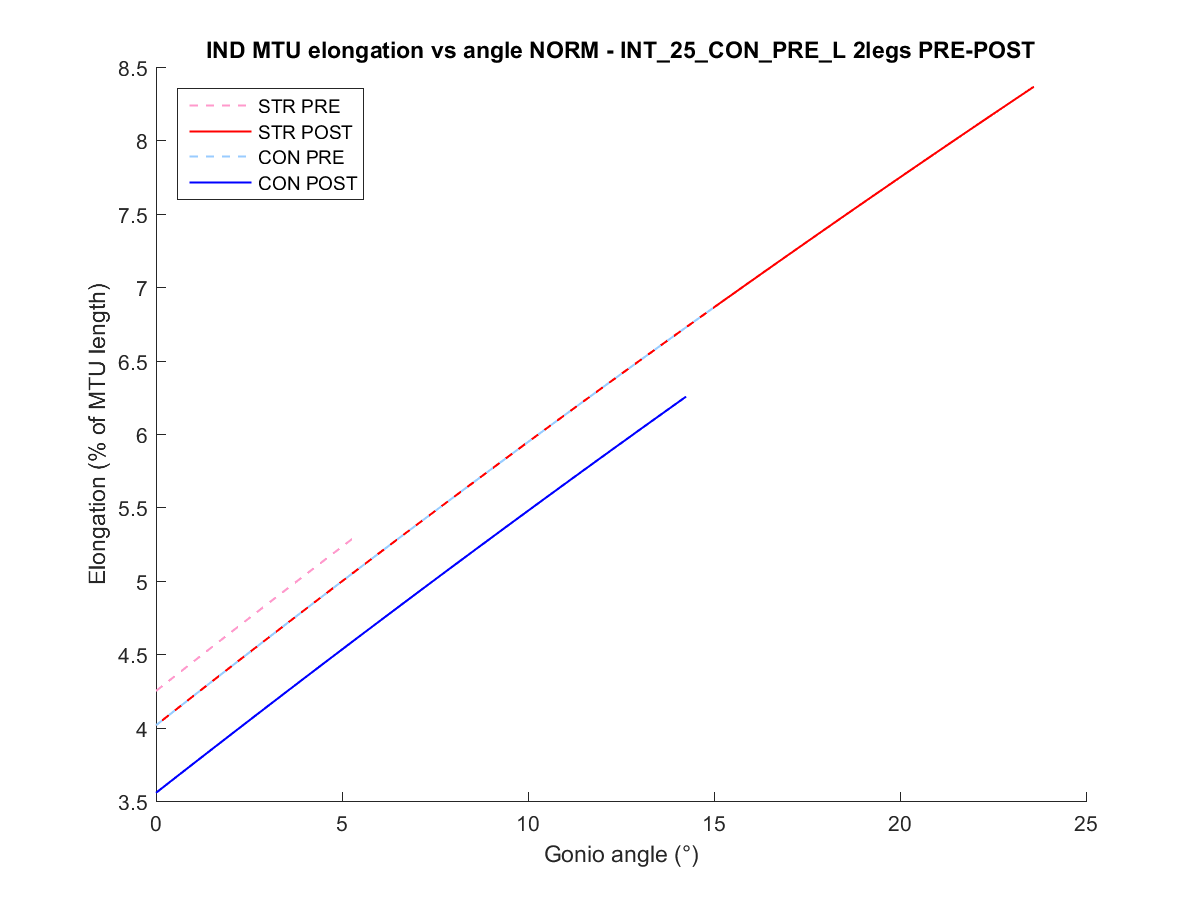 IND MTU elongation vs angle NORM - INT_25_CON_PRE_L 2legs PRE-POST
STR PRE
STR POST
CON PRE
CON POST
Elongation (% of MTU length)
8.5
8
7.5
7
6.5
6
5.5
5
4.5
4
3.5
0 5 10 15 20 25
Gonio angle (°)